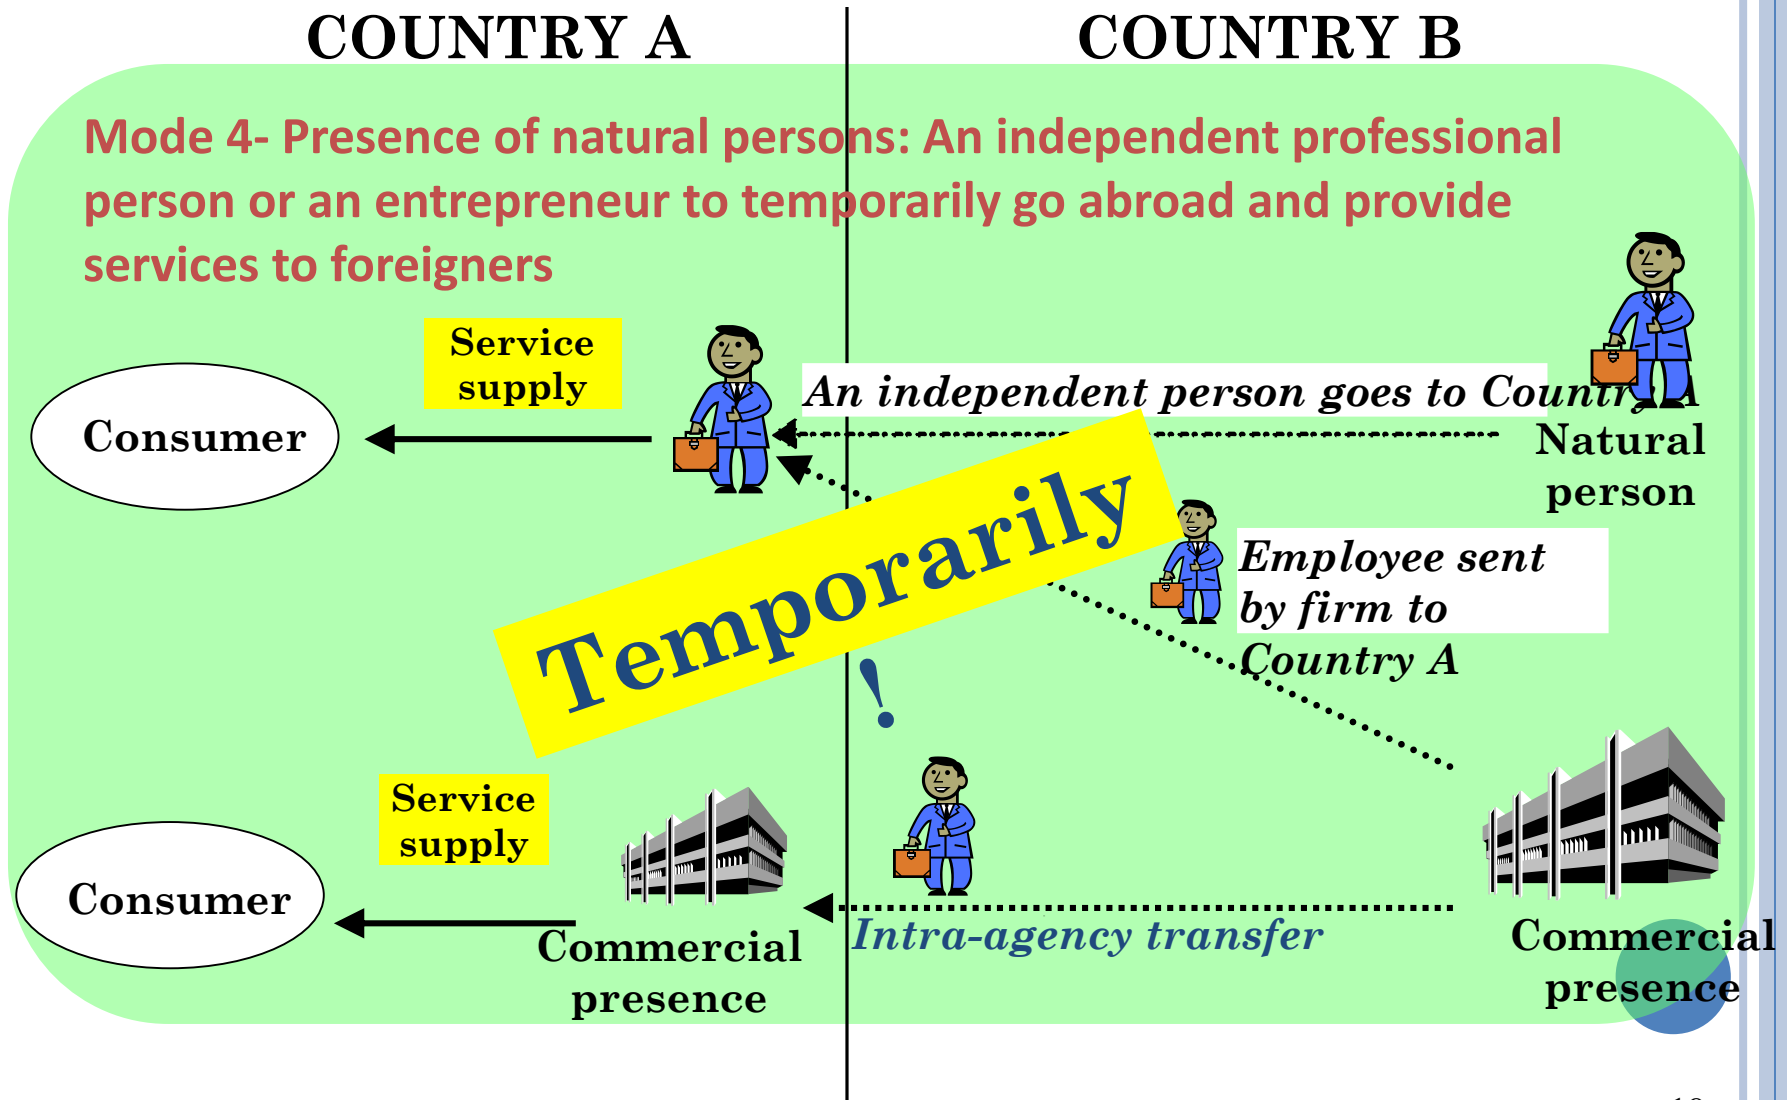 COUNTRY A
COUNTRY B
Mode 4- Presence of natural persons: An independent professional
person or an entrepreneur to temporarily go abroad and provide
services to foreigners
Service
supply
An independent person goes to Country A
Consumer
Natural
person
Temporarily
!
Employee sent
by firm to
Country A
Service
supply
Consumer
Intra-agency transfer
Commercial
presence
Commercial
presence